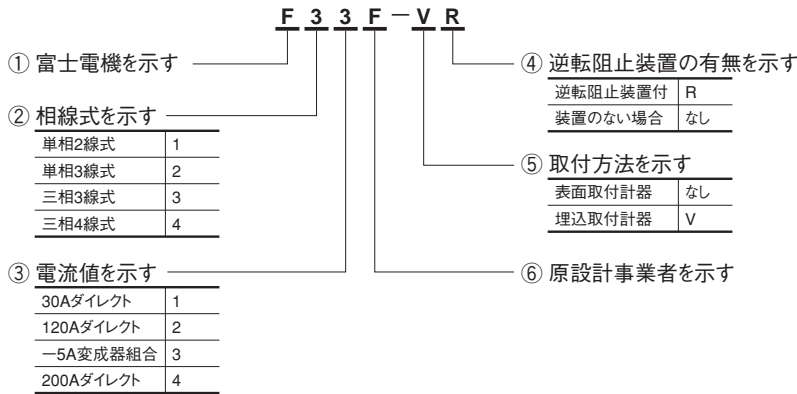 F33F-VR
① 富士電機を示す
② 相線式を示す
単相2線式 1
単相3線式 2
三相3線式 3
三相4線式 4
③ 電流値を示す
30Aダイレクト 1
120Aダイレクト 2
－5A変成器組合 3
200Aダイレクト 4
④ 逆転阻止装置の有無を示す
逆転阻止装置付 R
装置のない場合 なし
⑤ 取付方法を示す
表面取付計器 なし
埋込取付計器 V
⑥ 原設計事業者を示す